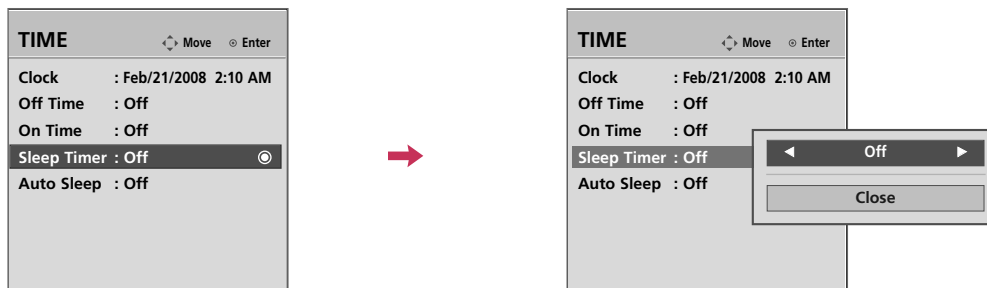 TIME Move Enter
Clock : Feb/21/2008 2:10 AM
Off Time : Off
On Time : Off
Sleep Timer : Off
Auto Sleep : Off
TIME Move Enter
Clock : Feb/21/2008 2:10 AM
Off Time : Off
On Time : Off
Sleep Timer : Off
Auto Sleep : Off
Off
Close